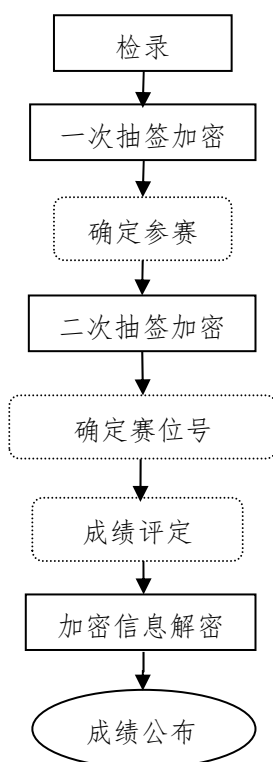 检录
一次抽签加密
确定参赛
二次抽签加密
确定赛位号
成绩评定
加密信息解密
成绩公布